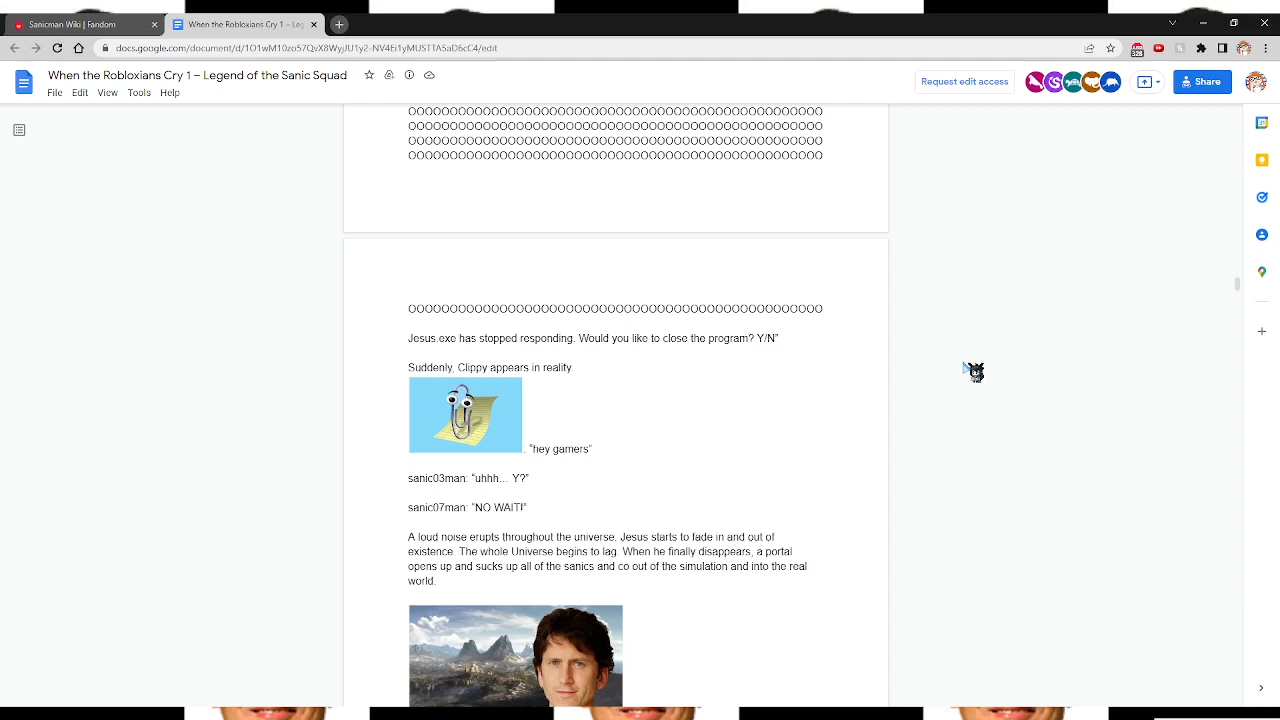 Sanicman Wiki | Fandom
When the Robloxians Cry 1 – Leg
docs.google.com/document/d/1O1wM10zo57QvX8WyjJU1y2-NV4Ei1yMUSTTA5aD6cC4/edit
When the Robloxians Cry 1 – Legend of the Sanic Squad
File Edit View Tools Help
Request edit access
Share
OOOOOOOOOOOOOOOOOOOOOOOOOOOOOOOOOOOOOOOOOOOOOOOOOO
OOOOOOOOOOOOOOOOOOOOOOOOOOOOOOOOOOOOOOOOOOOOOOOOOO
OOOOOOOOOOOOOOOOOOOOOOOOOOOOOOOOOOOOOOOOOOOOOOOOOO
OOOOOOOOOOOOOOOOOOOOOOOOOOOOOOOOOOOOOOOOOOOOOOOOOO
OOOOOOOOOOOOOOOOOOOOOOOOOOOOOOOOOOOOOOOOOOOOOOOOOO
Jesus.exe has stopped responding. Would you like to close the program? Y/N”
Suddenly, Clippy appears in reality.
. “hey gamers”
sanic03man: “uhhh… Y?”
sanic07man: “NO WAIT!”
A loud noise erupts throughout the universe. Jesus starts to fade in and out of
existence. The whole Universe begins to lag. When he finally disappears, a portal
opens up and sucks up all of the sanics and co out of the simulation and into the real
world.